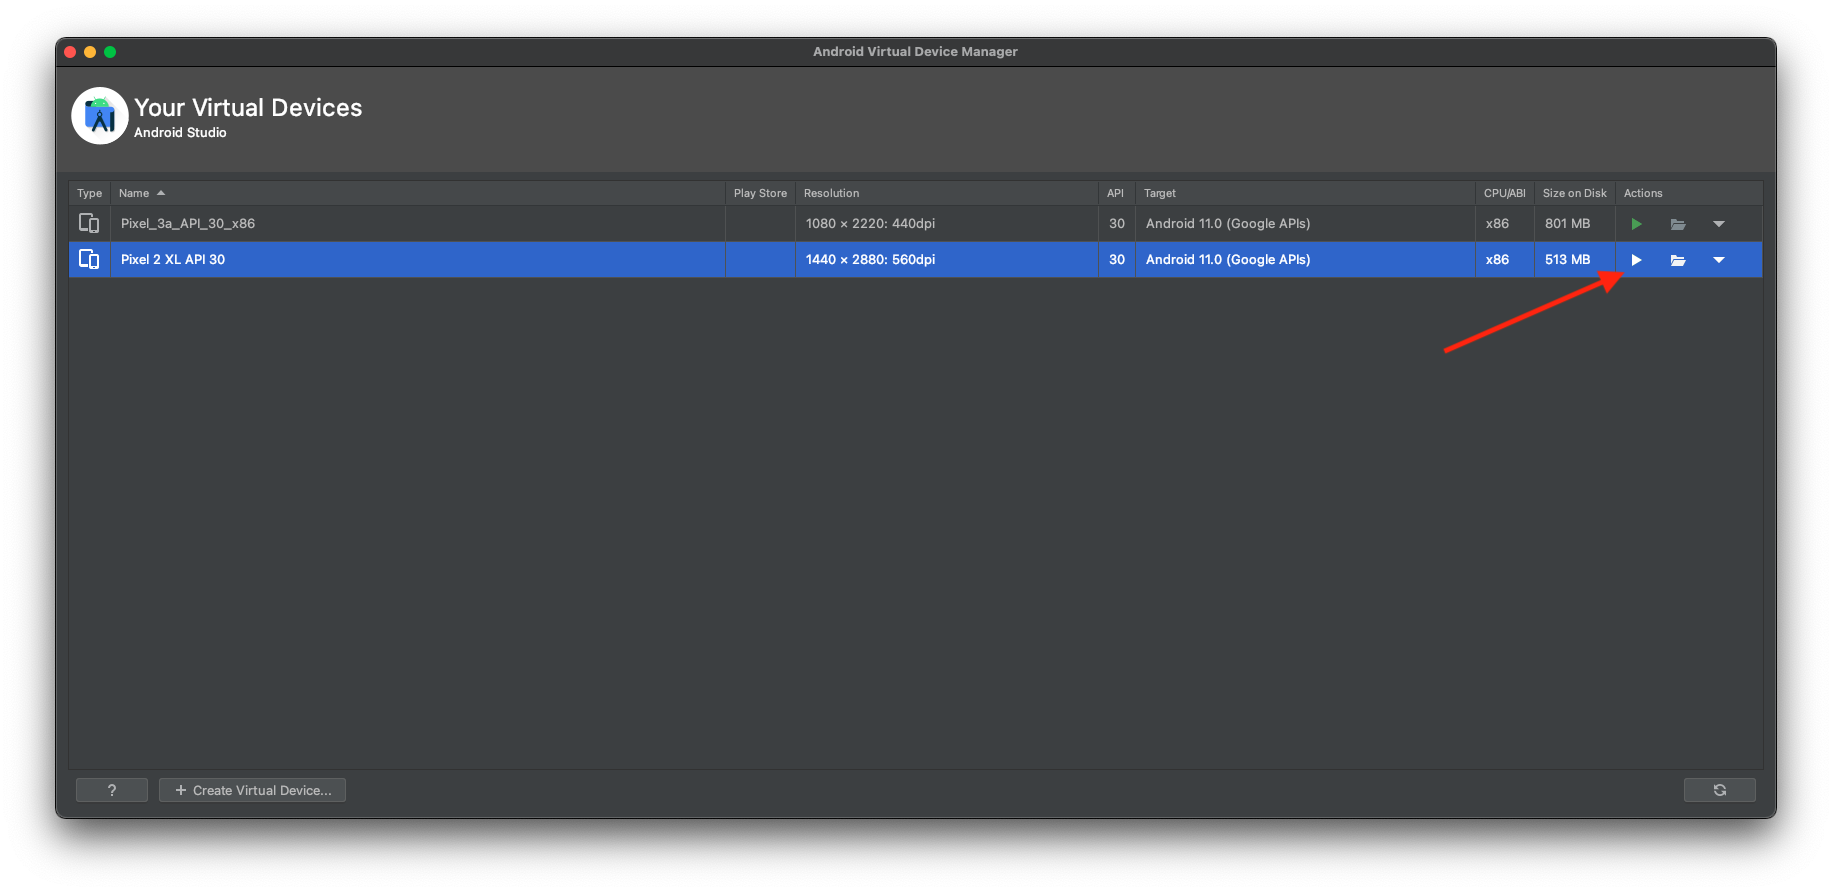 Android Virtual Device Manager
Your Virtual Devices
Android Studio
Type Name Play Store Resolution API Target CPU/ABI Size on Disk Actions
Pixel_3a_API_30_x86 1080 × 2220: 440dpi 30 Android 11.0 (Google APIs) x86 801 MB
Pixel 2 XL API 30 1440 × 2880: 560dpi 30 Android 11.0 (Google APIs) x86 513 MB
? + Create Virtual Device...